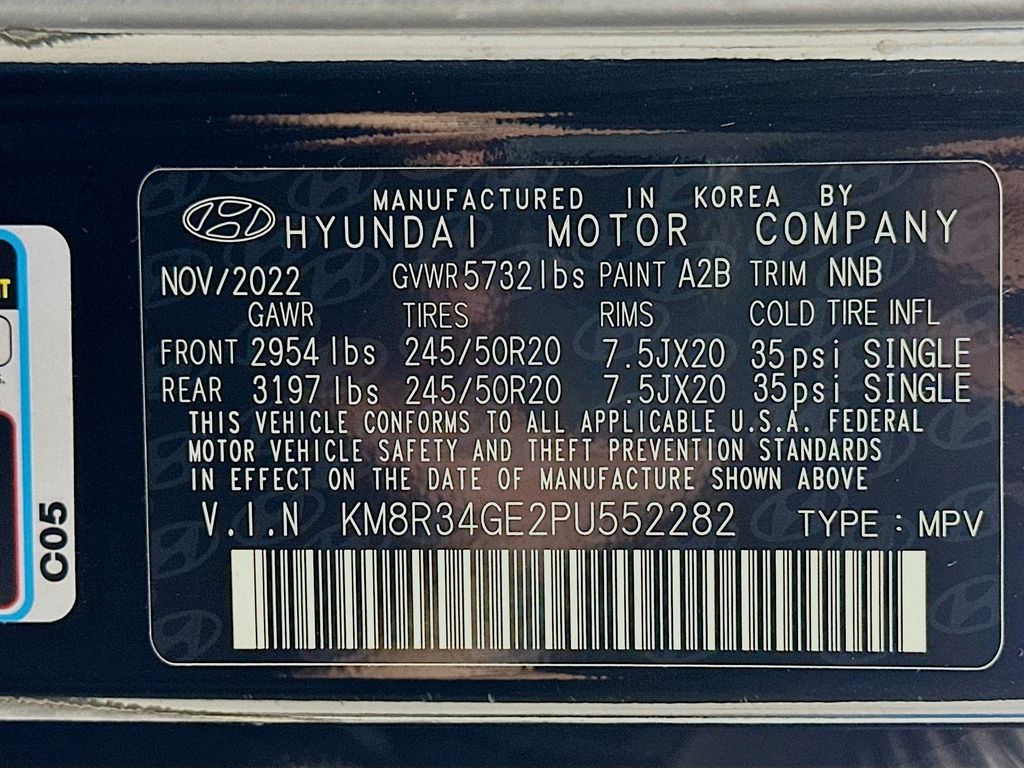 MANUFACTURED IN KOREA BY
HYUNDAI MOTOR COMPANY
NOV/2022 GVWR 5732 lbs PAINT A2B TRIM NNB
GAWR TIRES RIMS COLD TIRE INFL
FRONT 2954 lbs 245/50R20 7.5JX20 35psi SINGLE
REAR 3197 lbs 245/50R20 7.5JX20 35psi SINGLE
THIS VEHICLE CONFORMS TO ALL APPLICABLE U.S.A. FEDERAL
MOTOR VEHICLE SAFETY AND THEFT PREVENTION STANDARDS
IN EFFECT ON THE DATE OF MANUFACTURE SHOWN ABOVE
V.I.N KM8R34GE2PU552282 TYPE : MPV
C05